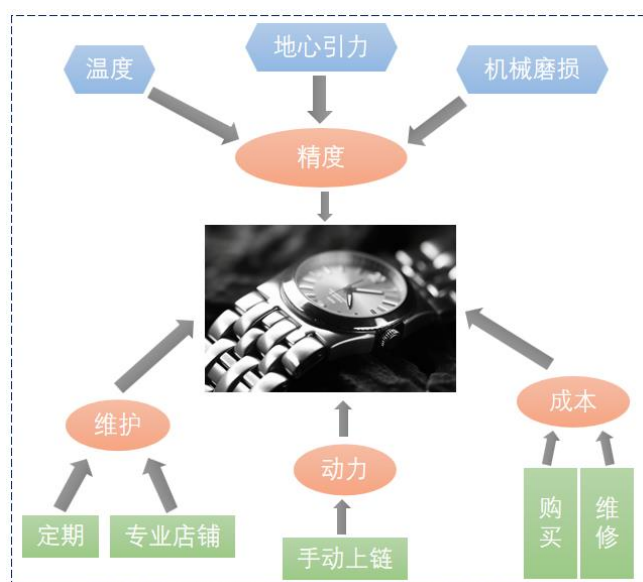 地心引力
温度
机械磨损
精度
维护
成本
动力
定期
专业店铺
手动上链
购买
维修